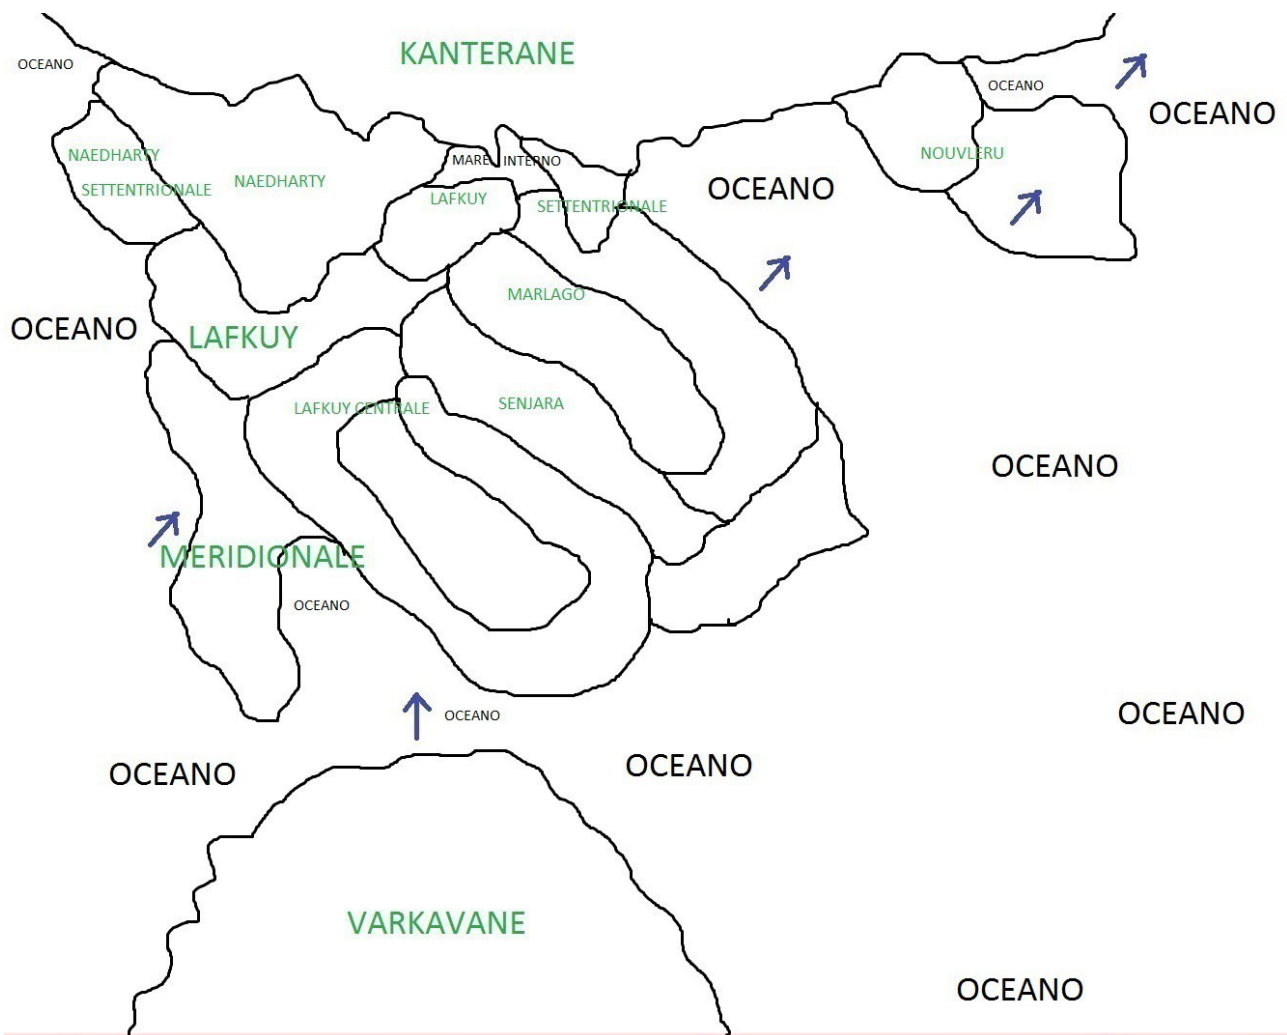 KANTERANE
OCEANO
OCEANO
OCEANO
NAEDHARTY
SETTENTRIONALE
NAEDHARTY
MARE INTERNO
NOUVLERU
LAFKUY
SETTENTRIONALE
OCEANO
MARLAGO
OCEANO
LAFKUY
LAFKUY CENTRALE
SENJARA
OCEANO
MERIDIONALE
OCEANO
OCEANO
OCEANO
OCEANO
OCEANO
OCEANO
VARKAVANE
OCEANO